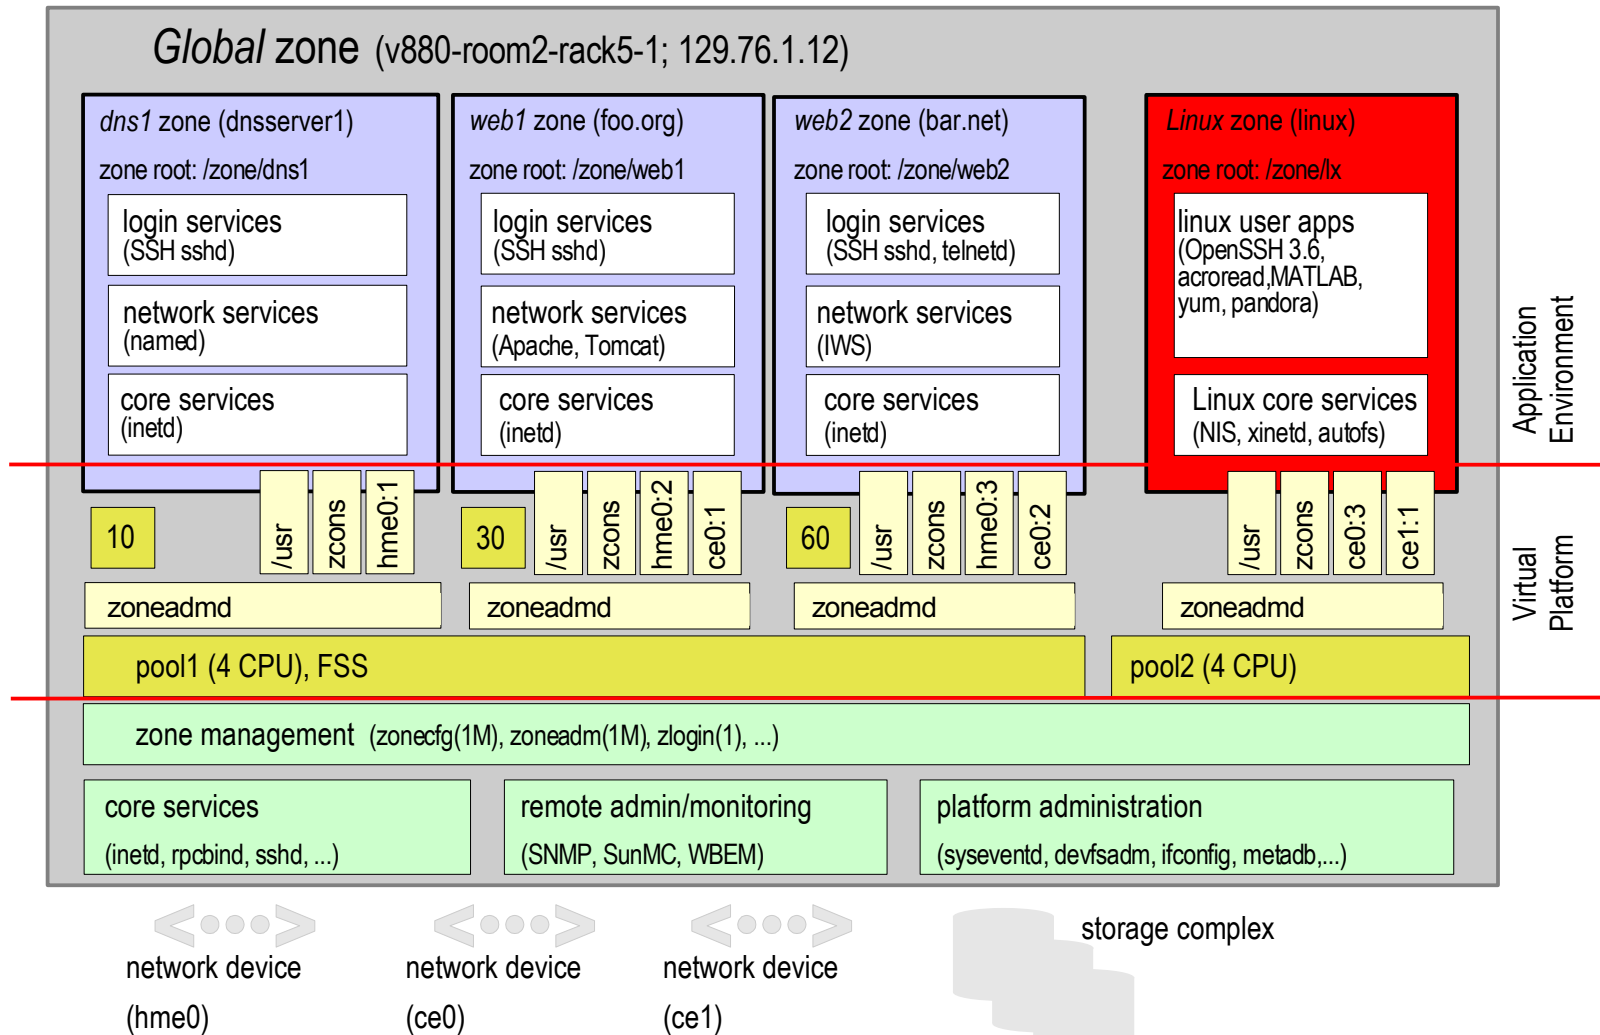 Global zone (v880-room2-rack5-1; 129.76.1.12)
dns1 zone (dnsserver1)
zone root: /zone/dns1
login services
(SSH sshd)
network services
(named)
core services
(inetd)
web1 zone (foo.org)
zone root: /zone/web1
login services
(SSH sshd)
network services
(Apache, Tomcat)
core services
(inetd)
web2 zone (bar.net)
zone root: /zone/web2
login services
(SSH sshd, telnetd)
network services
(IWS)
core services
(inetd)
Linux zone (linux)
zone root: /zone/lx
linux user apps
(OpenSSH 3.6,
acroread,MATLAB,
yum, pandora)
Linux core services
(NIS, xinetd, autofs)
Application
Environment
10
/usr
zcons
hme0:1
30
/usr
zcons
hme0:2
ce0:1
60
/usr
zcons
hme0:3
ce0:2
/usr
zcons
ce0:3
ce1:1
zoneadmd
zoneadmd
zoneadmd
zoneadmd
Virtual
Platform
pool1 (4 CPU), FSS
pool2 (4 CPU)
zone management (zonecfg(1M), zoneadm(1M), zlogin(1), ...)
core services
(inetd, rpcbind, sshd, ...)
remote admin/monitoring
(SNMP, SunMC, WBEM)
platform administration
(syseventd, devfsadm, ifconfig, metadb,...)
network device
(hme0)
network device
(ce0)
network device
(ce1)
storage complex